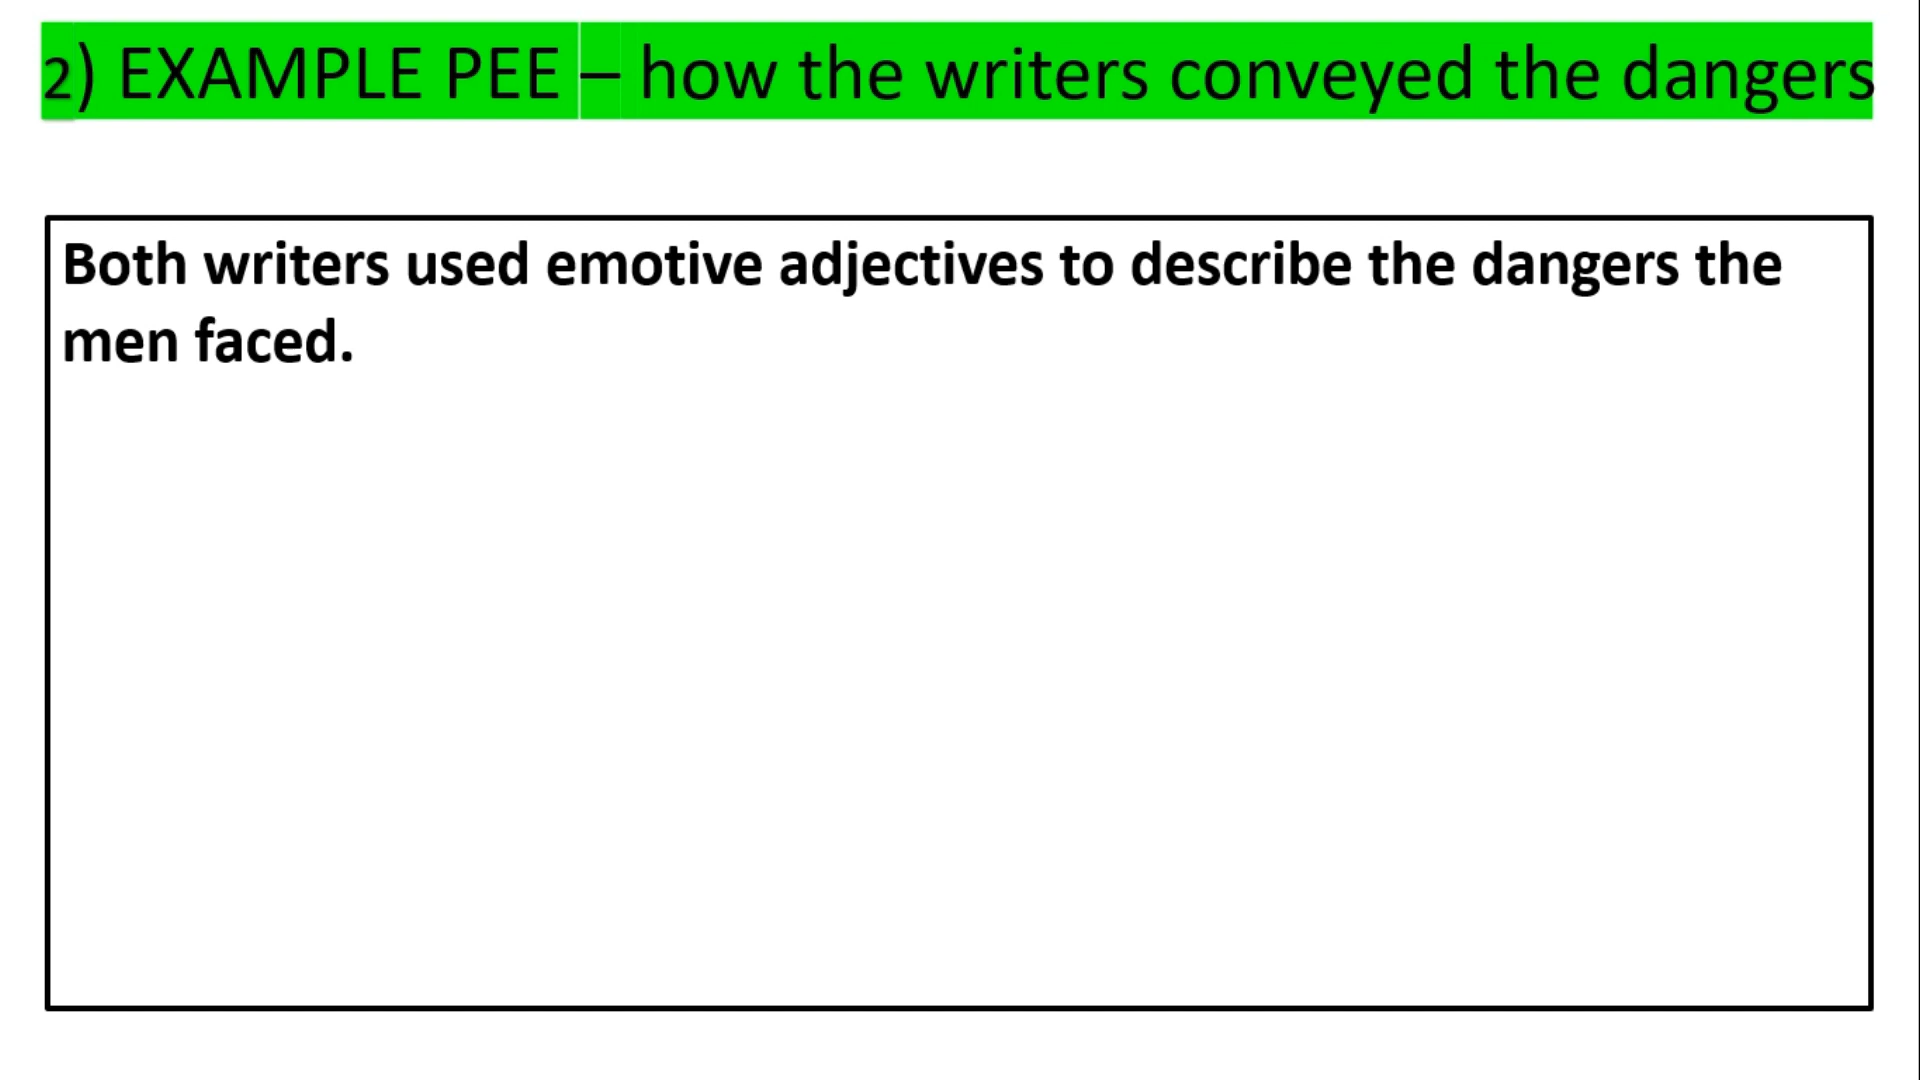 2) EXAMPLE PEE – how the writers conveyed the dangers
Both writers used emotive adjectives to describe the dangers the
men faced.